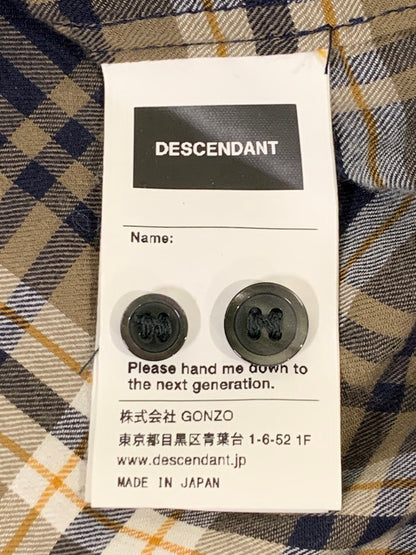 DESCENDANT
Name:
Please hand me down to
the next generation.
株式会社 GONZO
東京都目黒区青葉台 1-6-52 1F
www.descendant.jp
MADE IN JAPAN